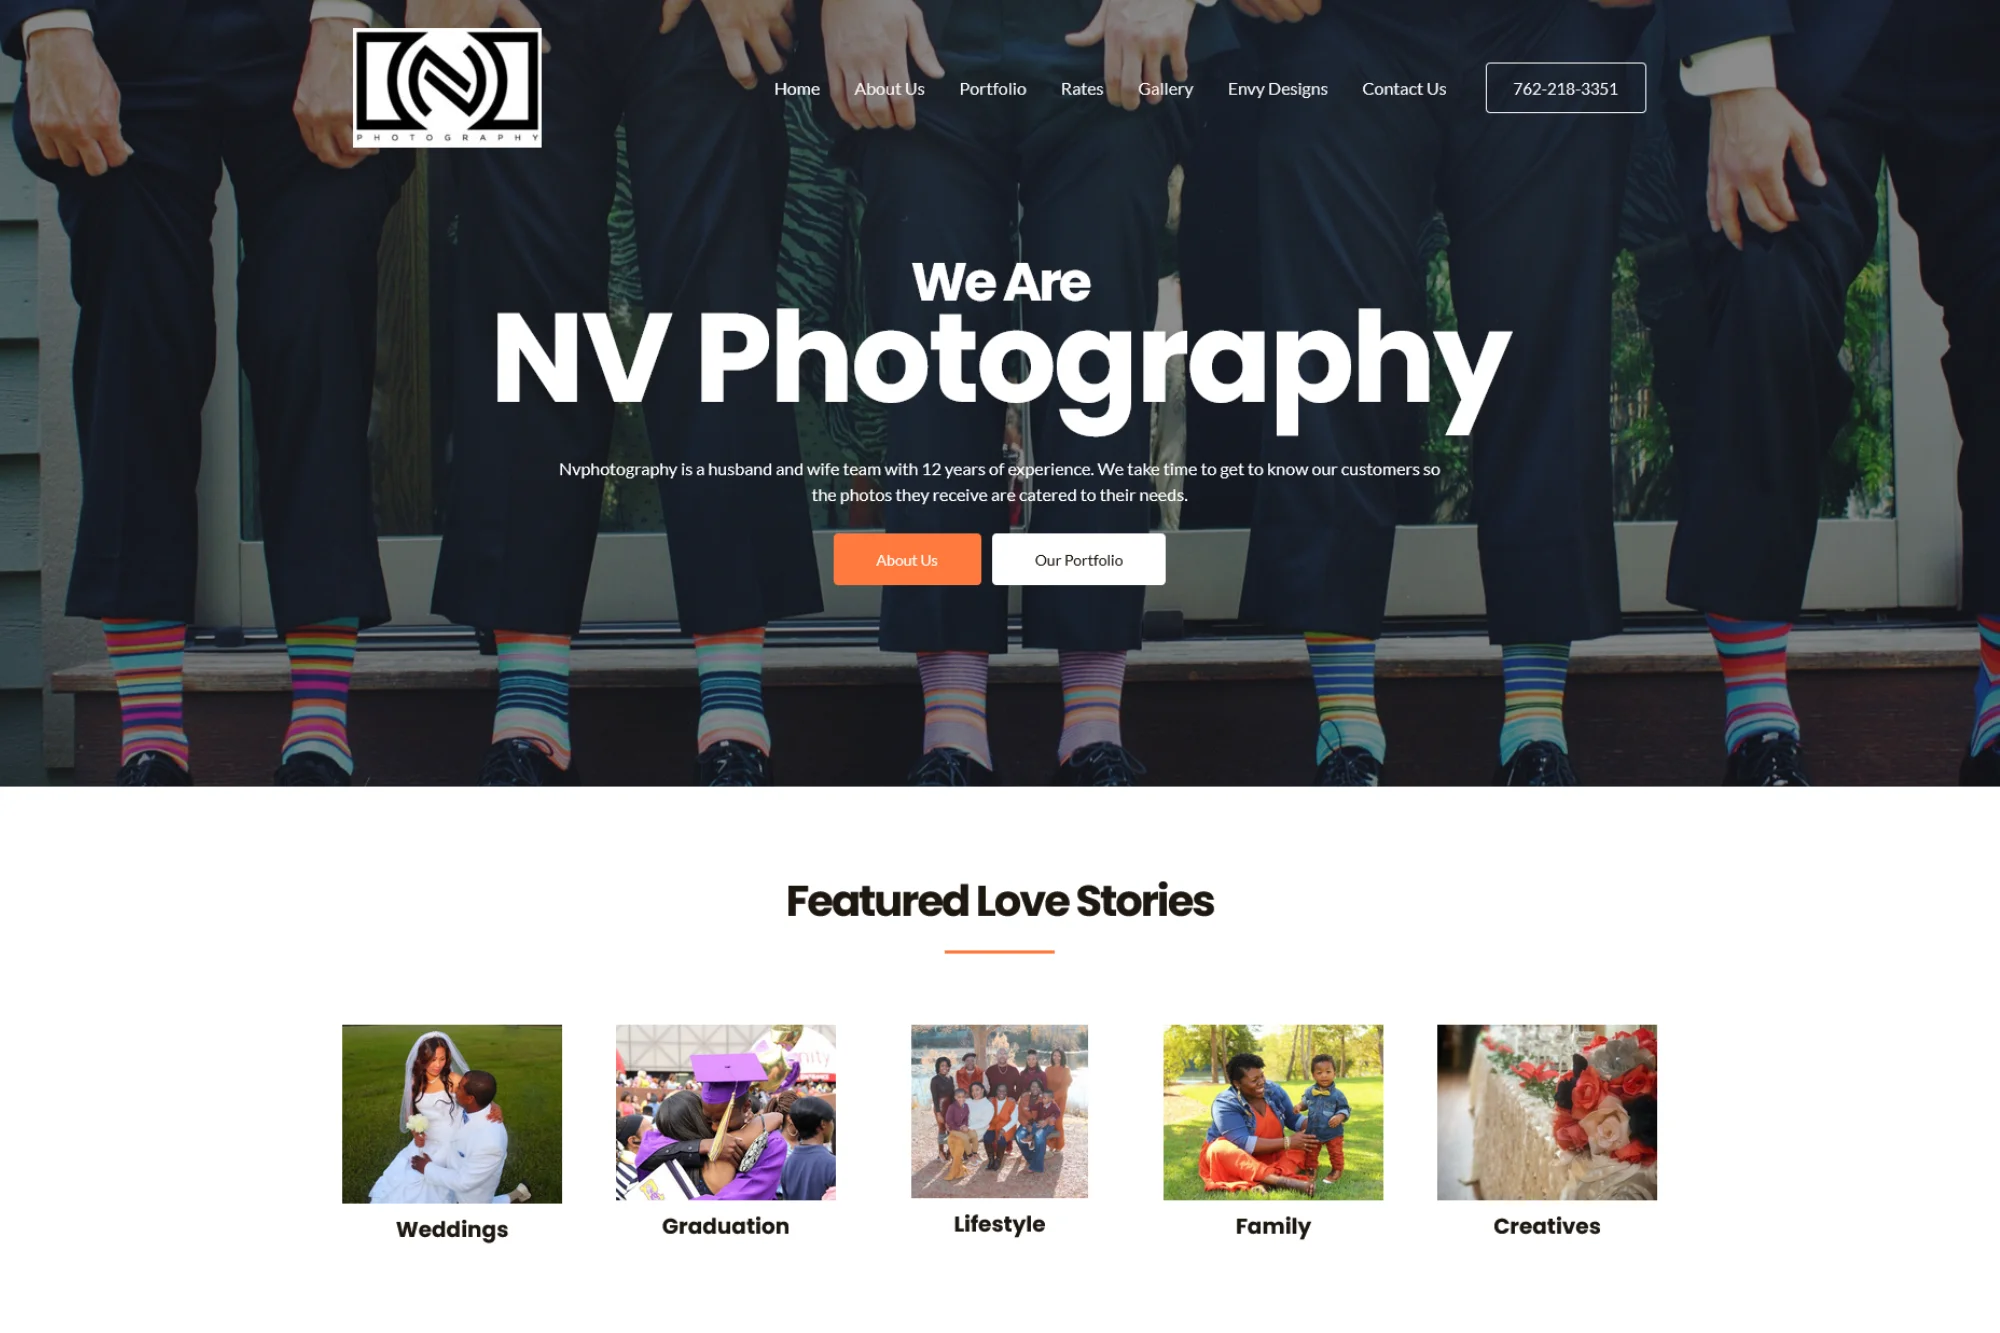 PHOTOGRAPHY
Home About Us Portfolio Rates Gallery Envy Designs Contact Us 762-218-3351
We Are
NV Photography
Nvphotography is a husband and wife team with 12 years of experience. We take time to get to know our customers so
the photos they receive are catered to their needs.
About Us Our Portfolio
Featured Love Stories
Weddings Graduation Lifestyle Family Creatives